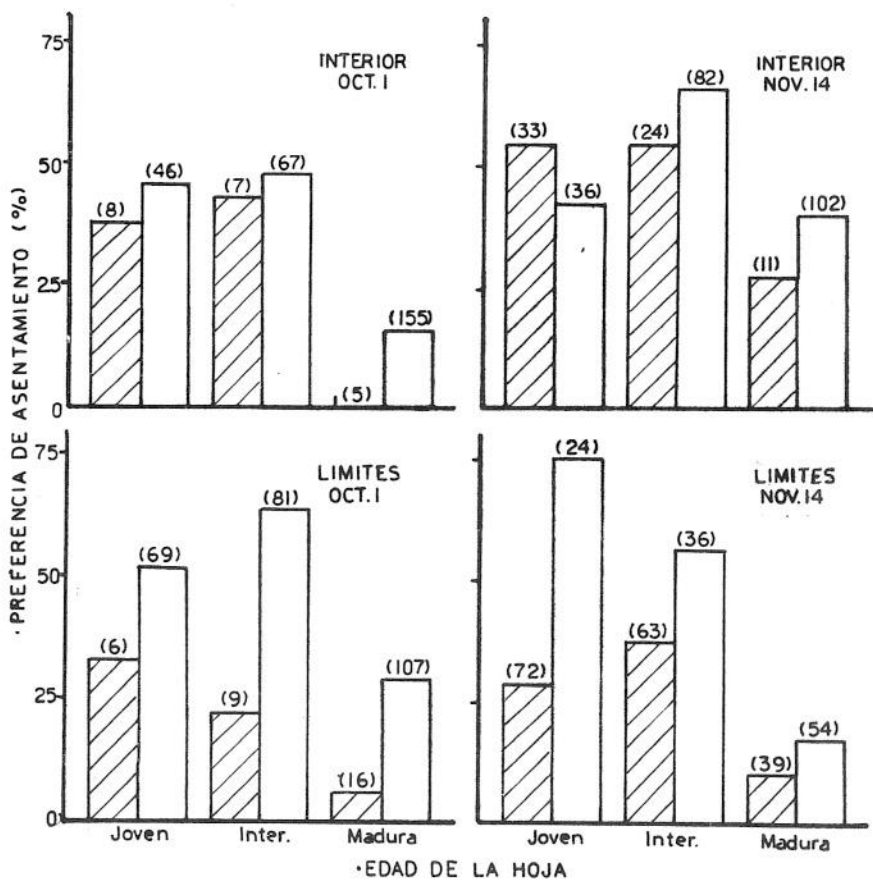 ·PREFERENCIA DE ASENTAMIENTO (%)
75
50
25
0
INTERIOR
OCT. 1
(8)
(46)
(7)
(67)
(5)
(155)
INTERIOR
NOV. 14
(33)
(36)
(24)
(82)
(11)
(102)
75
50
25
0
LIMITES
OCT. 1
(6)
(69)
(9)
(81)
(16)
(107)
Joven Inter. Madura
LIMITES
NOV. 14
(72)
(24)
(63)
(36)
(39)
(54)
Joven Inter. Madura
·EDAD DE LA HOJA